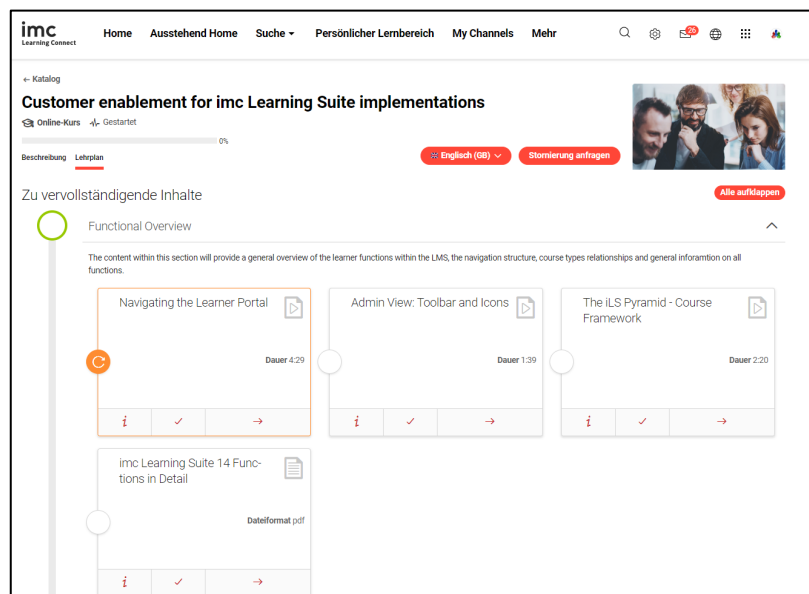 imc
Learning Connect
Home Ausstehend Home Suche Persönlicher Lernbereich My Channels Mehr
26
← Katalog
Customer enablement for imc Learning Suite implementations
Online-Kurs Gestartet
0%
Beschreibung Lehrplan
Englisch (GB) Stornierung anfragen
Zu vervollständigende Inhalte
Alle aufklappen
Functional Overview
The content within this section will provide a general overview of the learner functions within the LMS, the navigation structure, course types relationships and general inforamtion on all
functions.
Navigating the Learner Portal
Dauer 4:29
i
Admin View: Toolbar and Icons
Dauer 1:39
i
The iLS Pyramid - Course
Framework
Dauer 2:20
i
imc Learning Suite 14 Func-
tions in Detail
Dateiformat pdf
i